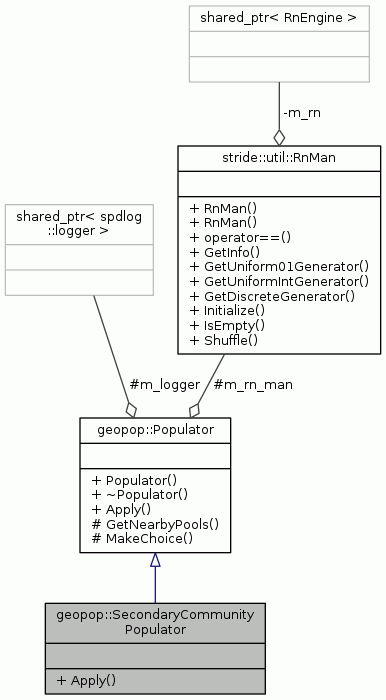 shared_ptr< RnEngine >
-m_rn
stride::util::RnMan
+ RnMan()
+ RnMan()
+ operator==()
+ GetInfo()
+ GetUniform01Generator()
+ GetUniformIntGenerator()
+ GetDiscreteGenerator()
+ Initialize()
+ IsEmpty()
+ Shuffle()
shared_ptr< spdlog
::logger >
#m_logger
#m_rn_man
geopop::Populator
+ Populator()
+ ~Populator()
+ Apply()
# GetNearbyPools()
# MakeChoice()
geopop::SecondaryCommunity
Populator
+ Apply()